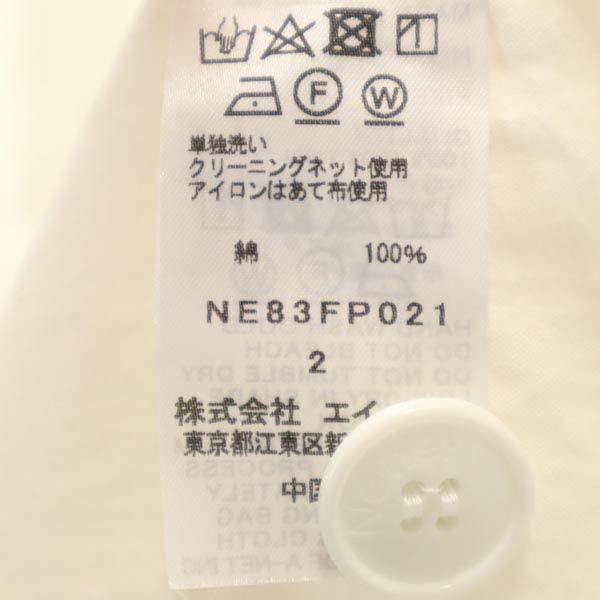 F W
単独洗い
クリーニングネット使用
アイロンはあて布使用
綿 100%
NE83FP021
2
株式会社 エイ
東京都江東区新
中国